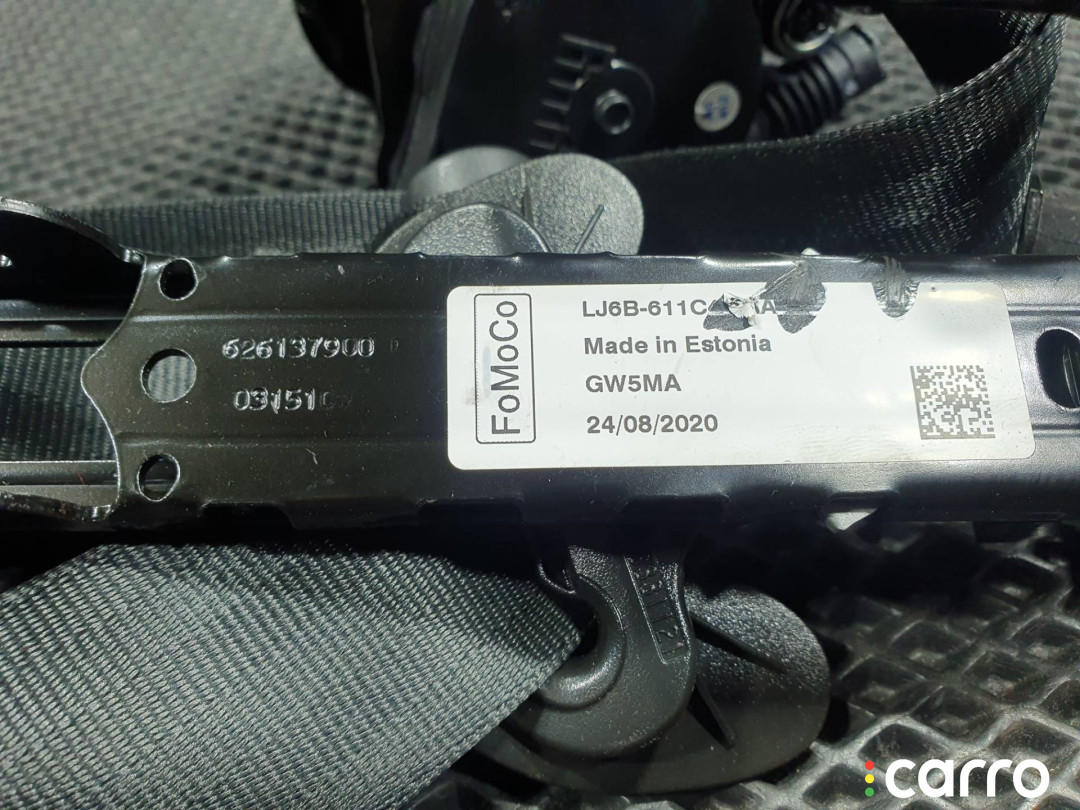 626137900
FoMoCo
LJ6B-611C
Made in Estonia
GW5MA
24/08/2020
carro